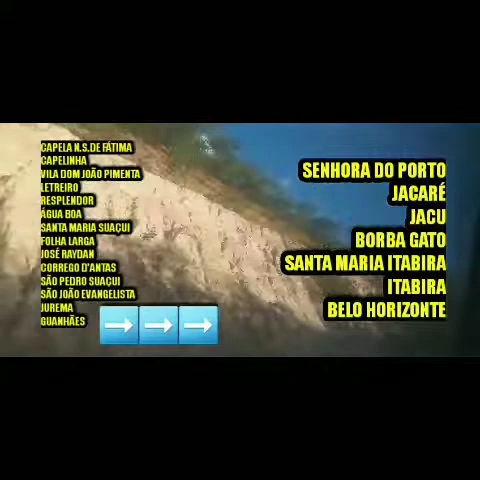 CAPELA N.S.DE FÁTIMA
CAPELINHA
VILA DOM JOÃO PIMENTA
LETREIRO
RESPLENDOR
ÁGUA BOA
SANTA MARIA SUAÇUI
FOLHA LARGA
JOSÉ RAYDAN
CORREGO D'ANTAS
SÃO PEDRO SUAÇUI
SÃO JOÃO EVANGELISTA
JUREMA
GUANHÃES
SENHORA DO PORTO
JACARÉ
JACU
BORBA GATO
SANTA MARIA ITABIRA
ITABIRA
BELO HORIZONTE